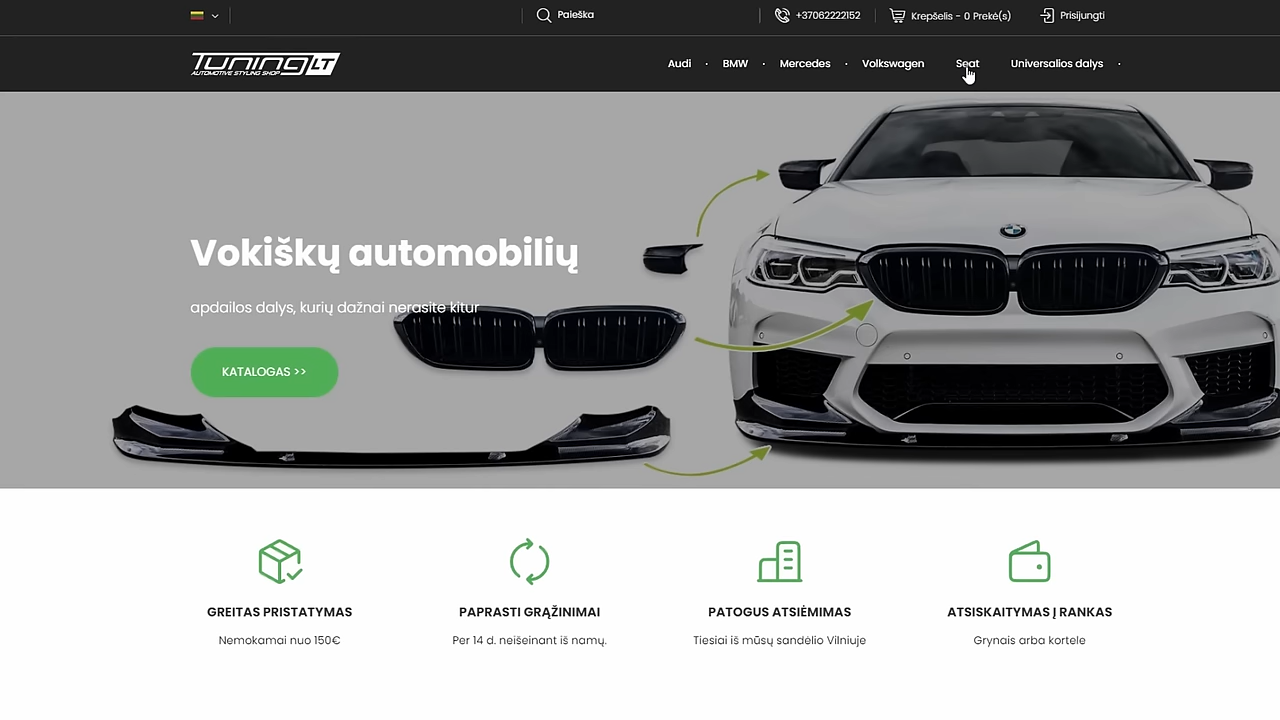 Paieška
+37062222152
Krepšelis - 0 Prekė(s)
Prisijungti
TuningLT
AUTOMOTIVE STYLING SHOP
Audi
BMW
Mercedes
Volkswagen
Seat
Universalios dalys
Vokiškų automobilių
apdailos dalys, kurių dažnai nerasite kitur
KATALOGAS >>
GREITAS PRISTATYMAS
Nemokamai nuo 150€
PAPRASTI GRĄŽINIMAI
Per 14 d. neišeinant iš namų.
PATOGUS ATSIĖMIMAS
Tiesiai iš mūsų sandėlio Vilniuje
ATSISKAITYMAS Į RANKAS
Grynais arba kortele